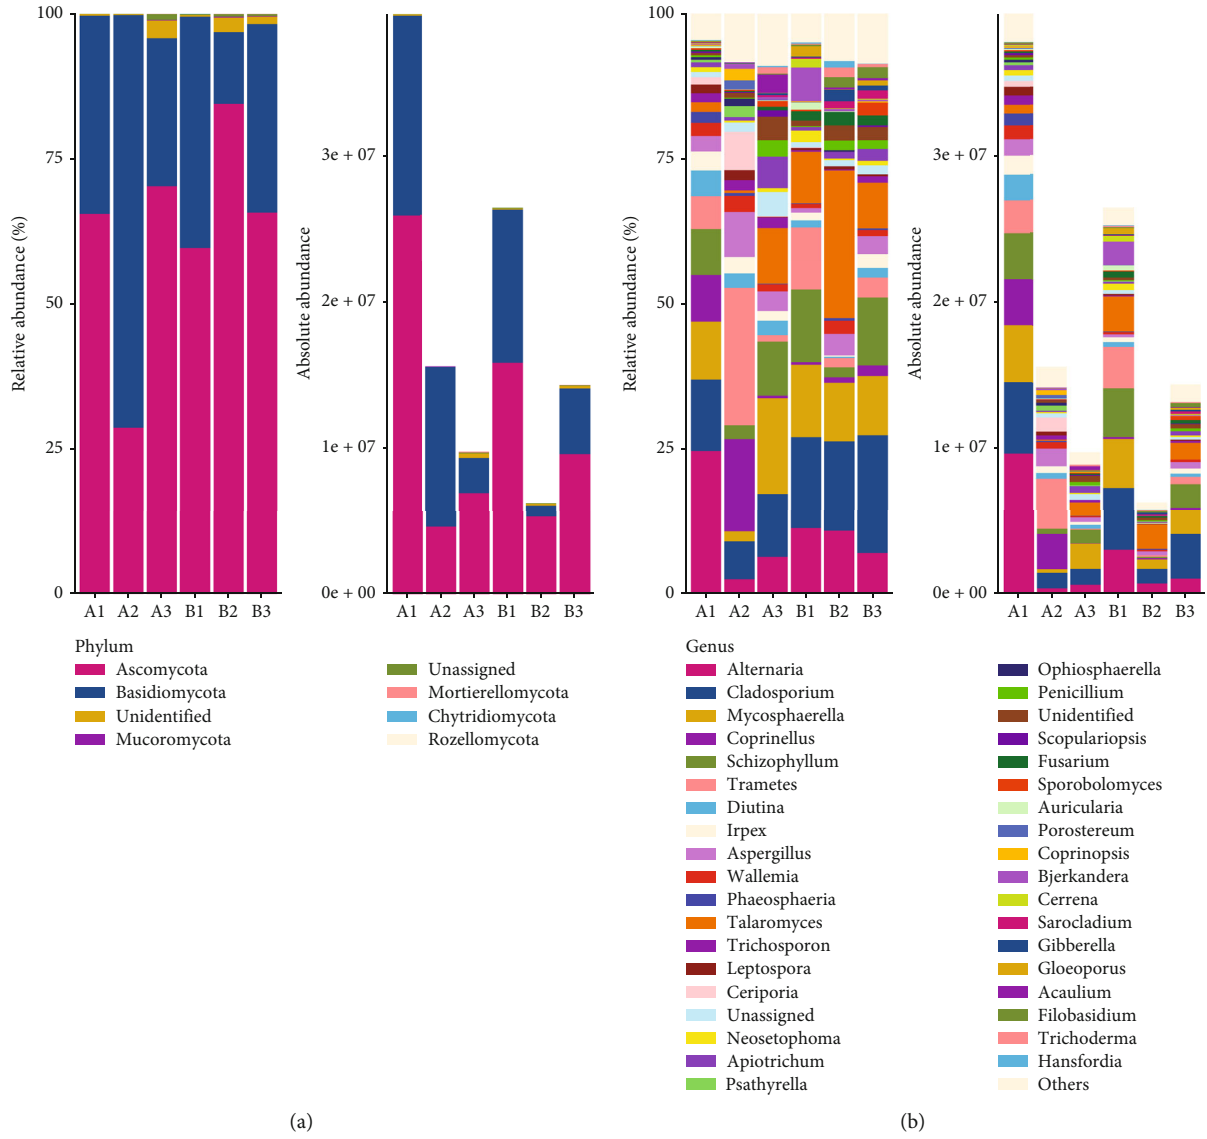 100
75
50
25
0
Relative abundance (%)
A1 A2 A3 B1 B2 B3
3e + 07
2e + 07
1e + 07
0e + 00
Absolute abundance
A1 A2 A3 B1 B2 B3
Phylum
Ascomycota
Basidiomycota
Unidentified
Mucoromycota
Unassigned
Mortierellomycota
Chytridiomycota
Rozellomycota
(a)
100
75
50
25
0
Relative abundance (%)
A1 A2 A3 B1 B2 B3
3e + 07
2e + 07
1e + 07
0e + 00
Absolute abundance
A1 A2 A3 B1 B2 B3
Genus
Alternaria
Cladosporium
Mycosphaerella
Coprinellus
Schizophyllum
Trametes
Diutina
Irpex
Aspergillus
Wallemia
Phaeosphaeria
Talaromyces
Trichosporon
Leptospora
Ceriporia
Unassigned
Neosetophoma
Apiotrichum
Psathyrella
Ophiosphaerella
Penicillium
Unidentified
Scopulariopsis
Fusarium
Sporobolomyces
Auricularia
Porostereum
Coprinopsis
Bjerkandera
Cerrena
Sarocladium
Gibberella
Gloeoporus
Acaulium
Filobasidium
Trichoderma
Hansfordia
Others
(b)